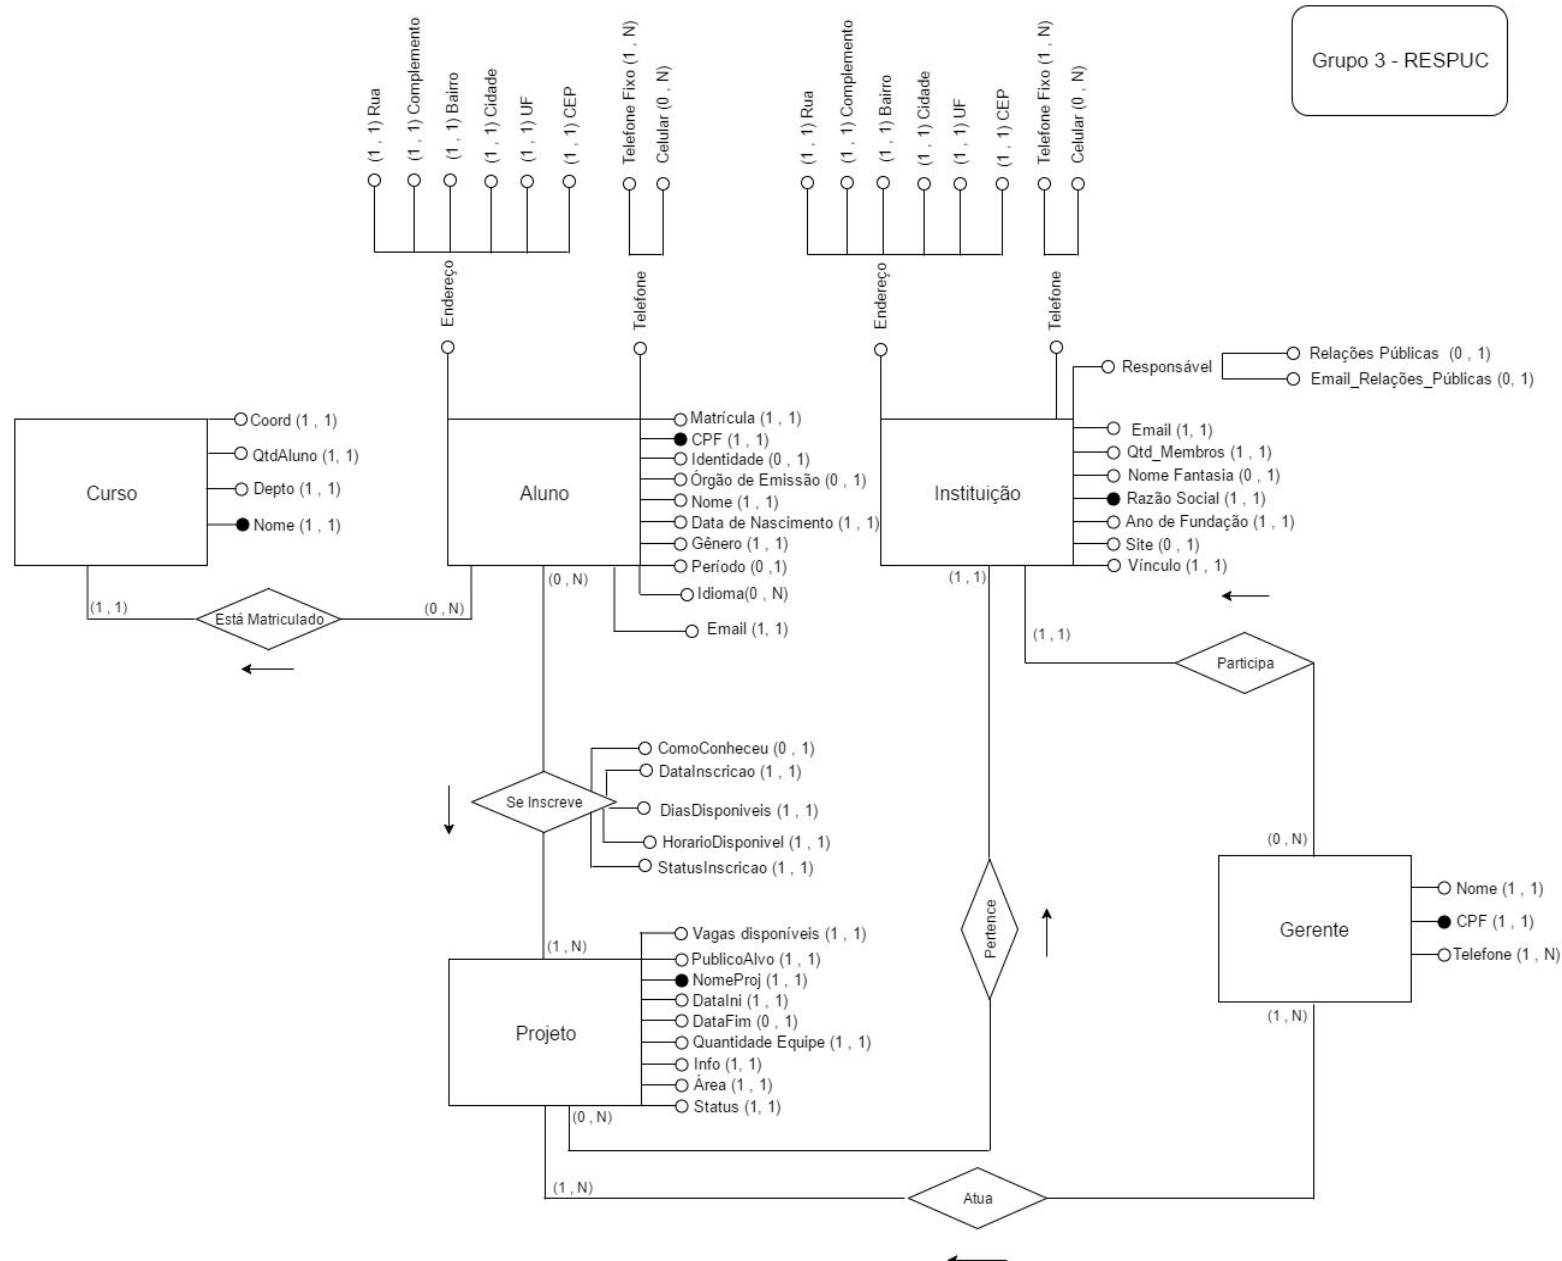 Grupo 3 - RESPUC
(1 , 1) Rua
(1 , 1) Complemento
(1 , 1) Bairro
(1 , 1) Cidade
(1 , 1) UF
(1 , 1) CEP
Telefone Fixo (1 , N)
Celular (0 , N)
(1 , 1) Rua
(1 , 1) Complemento
(1 , 1) Bairro
(1 , 1) Cidade
(1 , 1) UF
(1 , 1) CEP
Telefone Fixo (1 , N)
Celular (0 , N)
Endereço
Telefone
Endereço
Telefone
Responsável
Relações Públicas (0 , 1)
Email_Relações_Públicas (0, 1)
Curso
Coord (1 , 1)
QtdAluno (1, 1)
Depto (1 , 1)
Nome (1 , 1)
Aluno
Matrícula (1 , 1)
CPF (1 , 1)
Identidade (0 , 1)
Órgão de Emissão (0 , 1)
Nome (1 , 1)
Data de Nascimento (1 , 1)
Gênero (1 , 1)
Período (0 ,1)
Idioma(0 , N)
Email (1, 1)
Instituição
Email (1, 1)
Qtd_Membros (1 , 1)
Nome Fantasia (0 , 1)
Razão Social (1 , 1)
Ano de Fundação (1 , 1)
Site (0 , 1)
Vínculo (1 , 1)
(1 , 1)
Está Matriculado
(0 , N)
(0 , N)
(1 , 1)
(1 , 1)
Participa
Se Inscreve
ComoConheceu (0 , 1)
DataInscricao (1 , 1)
DiasDisponiveis (1 , 1)
HorarioDisponivel (1 , 1)
StatusInscricao (1 , 1)
Pertence
(0 , N)
Gerente
Nome (1 , 1)
CPF (1 , 1)
Telefone (1 , N)
(1 , N)
(1 , N)
Projeto
Vagas disponíveis (1 , 1)
PublicoAlvo (1 , 1)
NomeProj (1 , 1)
DataIni (1 , 1)
DataFim (0 , 1)
Quantidade Equipe (1 , 1)
Info (1, 1)
Área (1 , 1)
Status (1, 1)
(0 , N)
(1 , N)
Atua